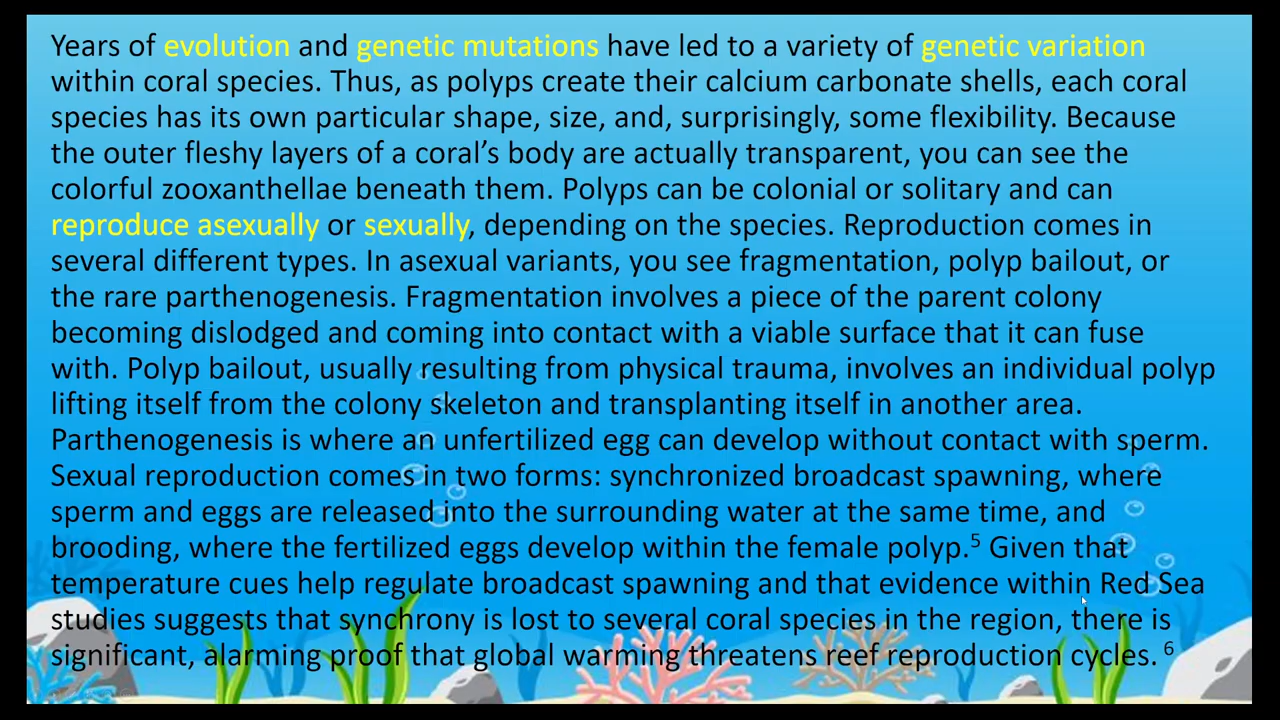 Years of evolution and genetic mutations have led to a variety of genetic variation
within coral species. Thus, as polyps create their calcium carbonate shells, each coral
species has its own particular shape, size, and, surprisingly, some flexibility. Because
the outer fleshy layers of a coral’s body are actually transparent, you can see the
colorful zooxanthellae beneath them. Polyps can be colonial or solitary and can
reproduce asexually or sexually, depending on the species. Reproduction comes in
several different types. In asexual variants, you see fragmentation, polyp bailout, or
the rare parthenogenesis. Fragmentation involves a piece of the parent colony
becoming dislodged and coming into contact with a viable surface that it can fuse
with. Polyp bailout, usually resulting from physical trauma, involves an individual polyp
lifting itself from the colony skeleton and transplanting itself in another area.
Parthenogenesis is where an unfertilized egg can develop without contact with sperm.
Sexual reproduction comes in two forms: synchronized broadcast spawning, where
sperm and eggs are released into the surrounding water at the same time, and
brooding, where the fertilized eggs develop within the female polyp.⁵ Given that
temperature cues help regulate broadcast spawning and that evidence within Red Sea
studies suggests that synchrony is lost to several coral species in the region, there is
significant, alarming proof that global warming threatens reef reproduction cycles. ⁶